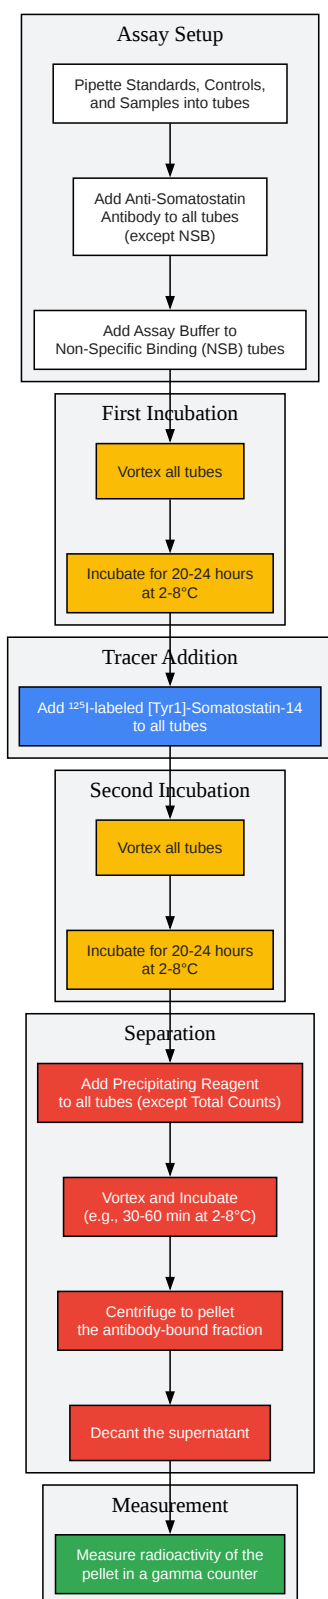 Assay Setup
Pipette Standards, Controls,
and Samples into tubes
Add Anti-Somatostatin
Antibody to all tubes
(except NSB)
Add Assay Buffer to
Non-Specific Binding (NSB) tubes
First Incubation
Vortex all tubes
Incubate for 20-24 hours
at 2-8°C
Tracer Addition
Add ¹²⁵I-labeled [Tyr1]-Somatostatin-14
to all tubes
Second Incubation
Vortex all tubes
Incubate for 20-24 hours
at 2-8°C
Separation
Add Precipitating Reagent
to all tubes (except Total Counts)
Vortex and Incubate
(e.g., 30-60 min at 2-8°C)
Centrifuge to pellet
the antibody-bound fraction
Decant the supernatant
Measurement
Measure radioactivity of the
pellet in a gamma counter